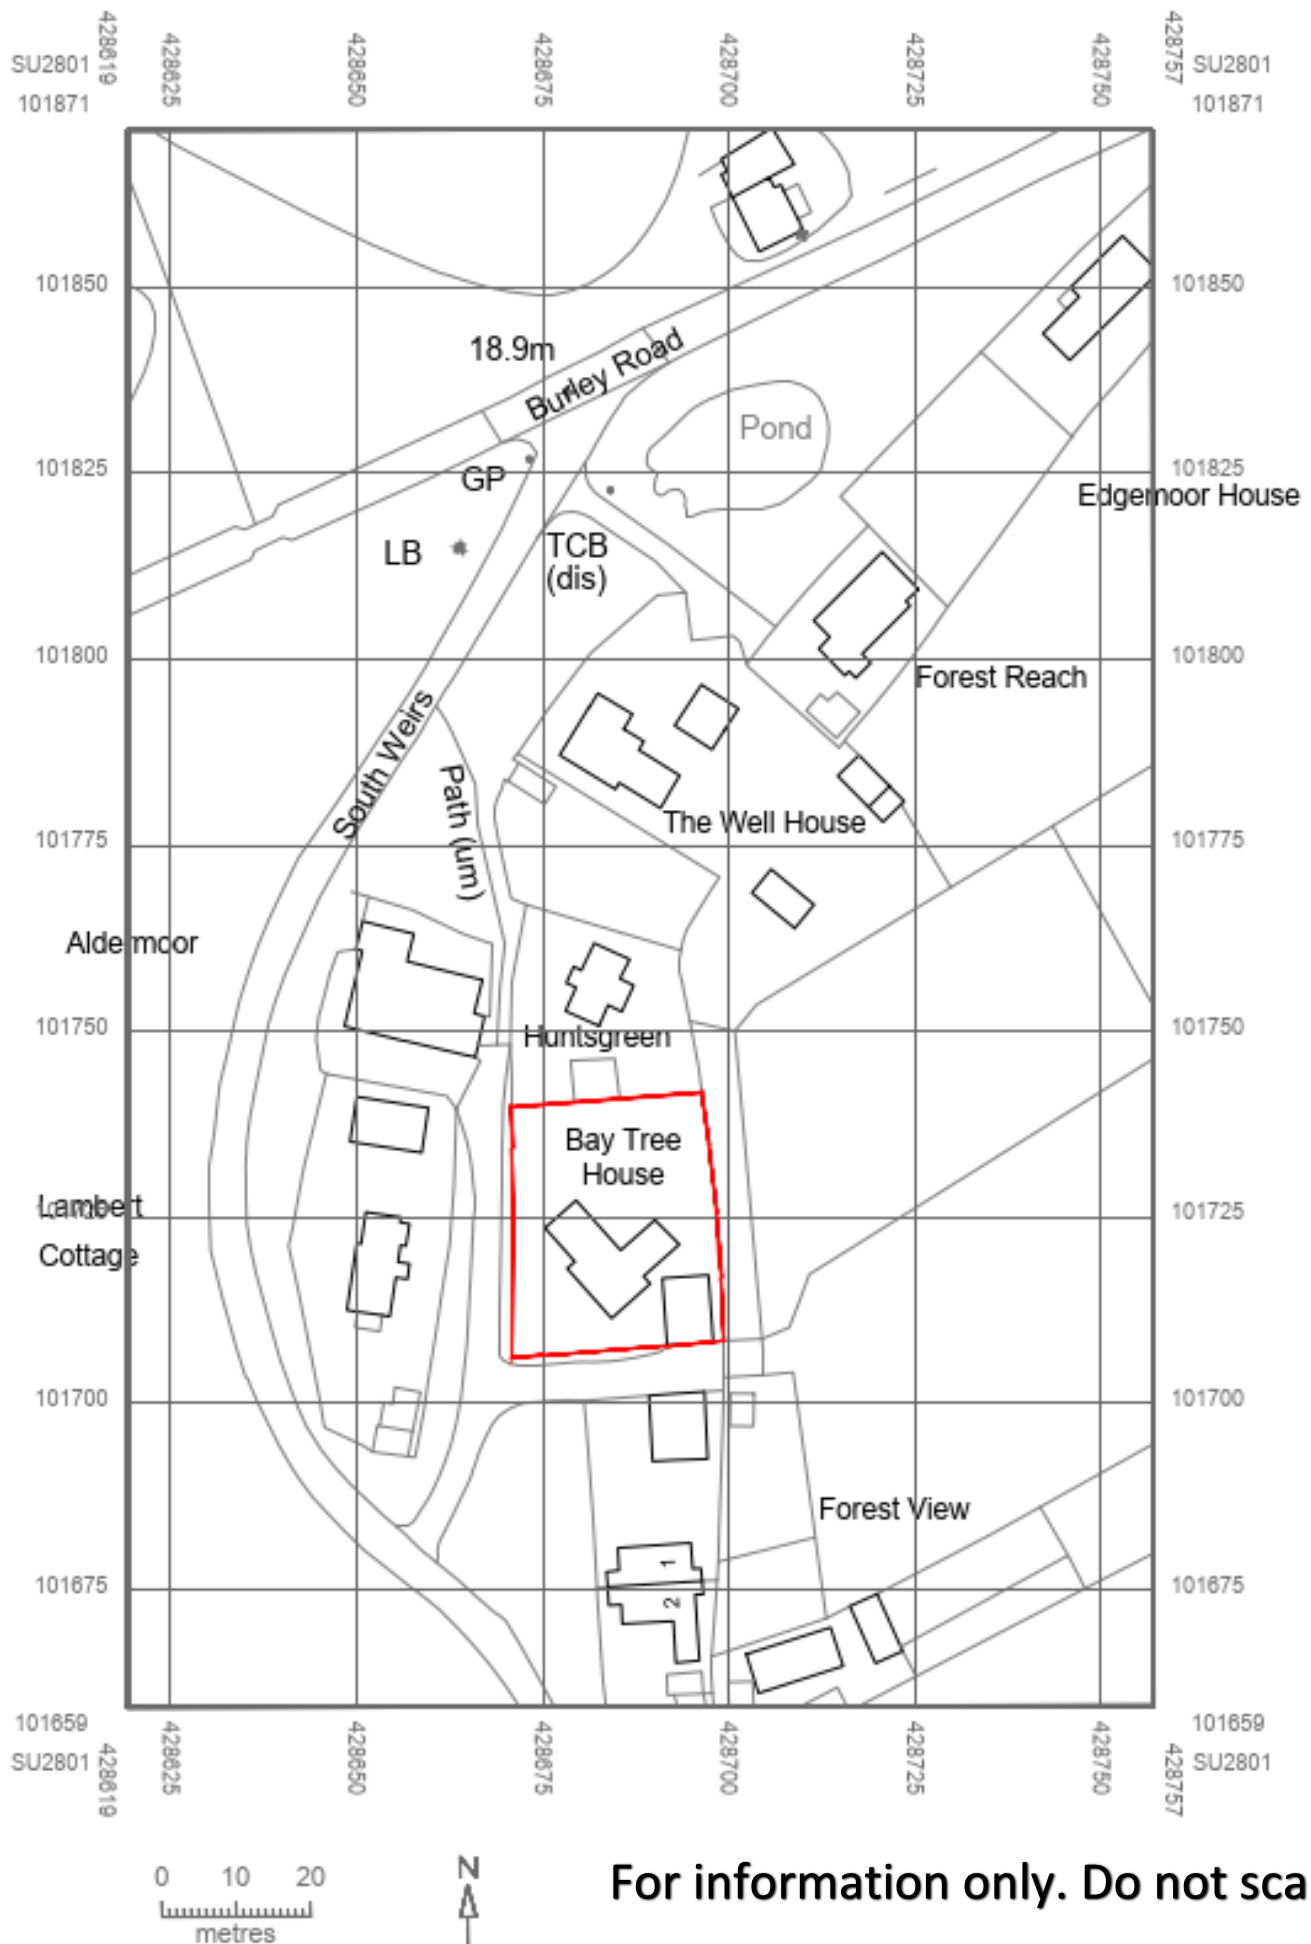 SU2801
101871
428619
428625
428650
428675
428700
428725
428750
428757
SU2801
101871
101850
101850
18.9m
Burley Road
Pond
101825
101825
GP
Edgemoor House
LB
TCB
(dis)
101800
101800
Forest Reach
South Weirs
Path (um)
The Well House
101775
101775
Aldermoor
101750
101750
Huntsgreen
Bay Tree
House
Lambert
Cottage
101725
101700
101700
Forest View
1
101675
101675
2
101659
SU2801
428619
428625
428650
428675
428700
428725
428750
428757
101659
SU2801
0 10 20
metres
N
For information only. Do not sca